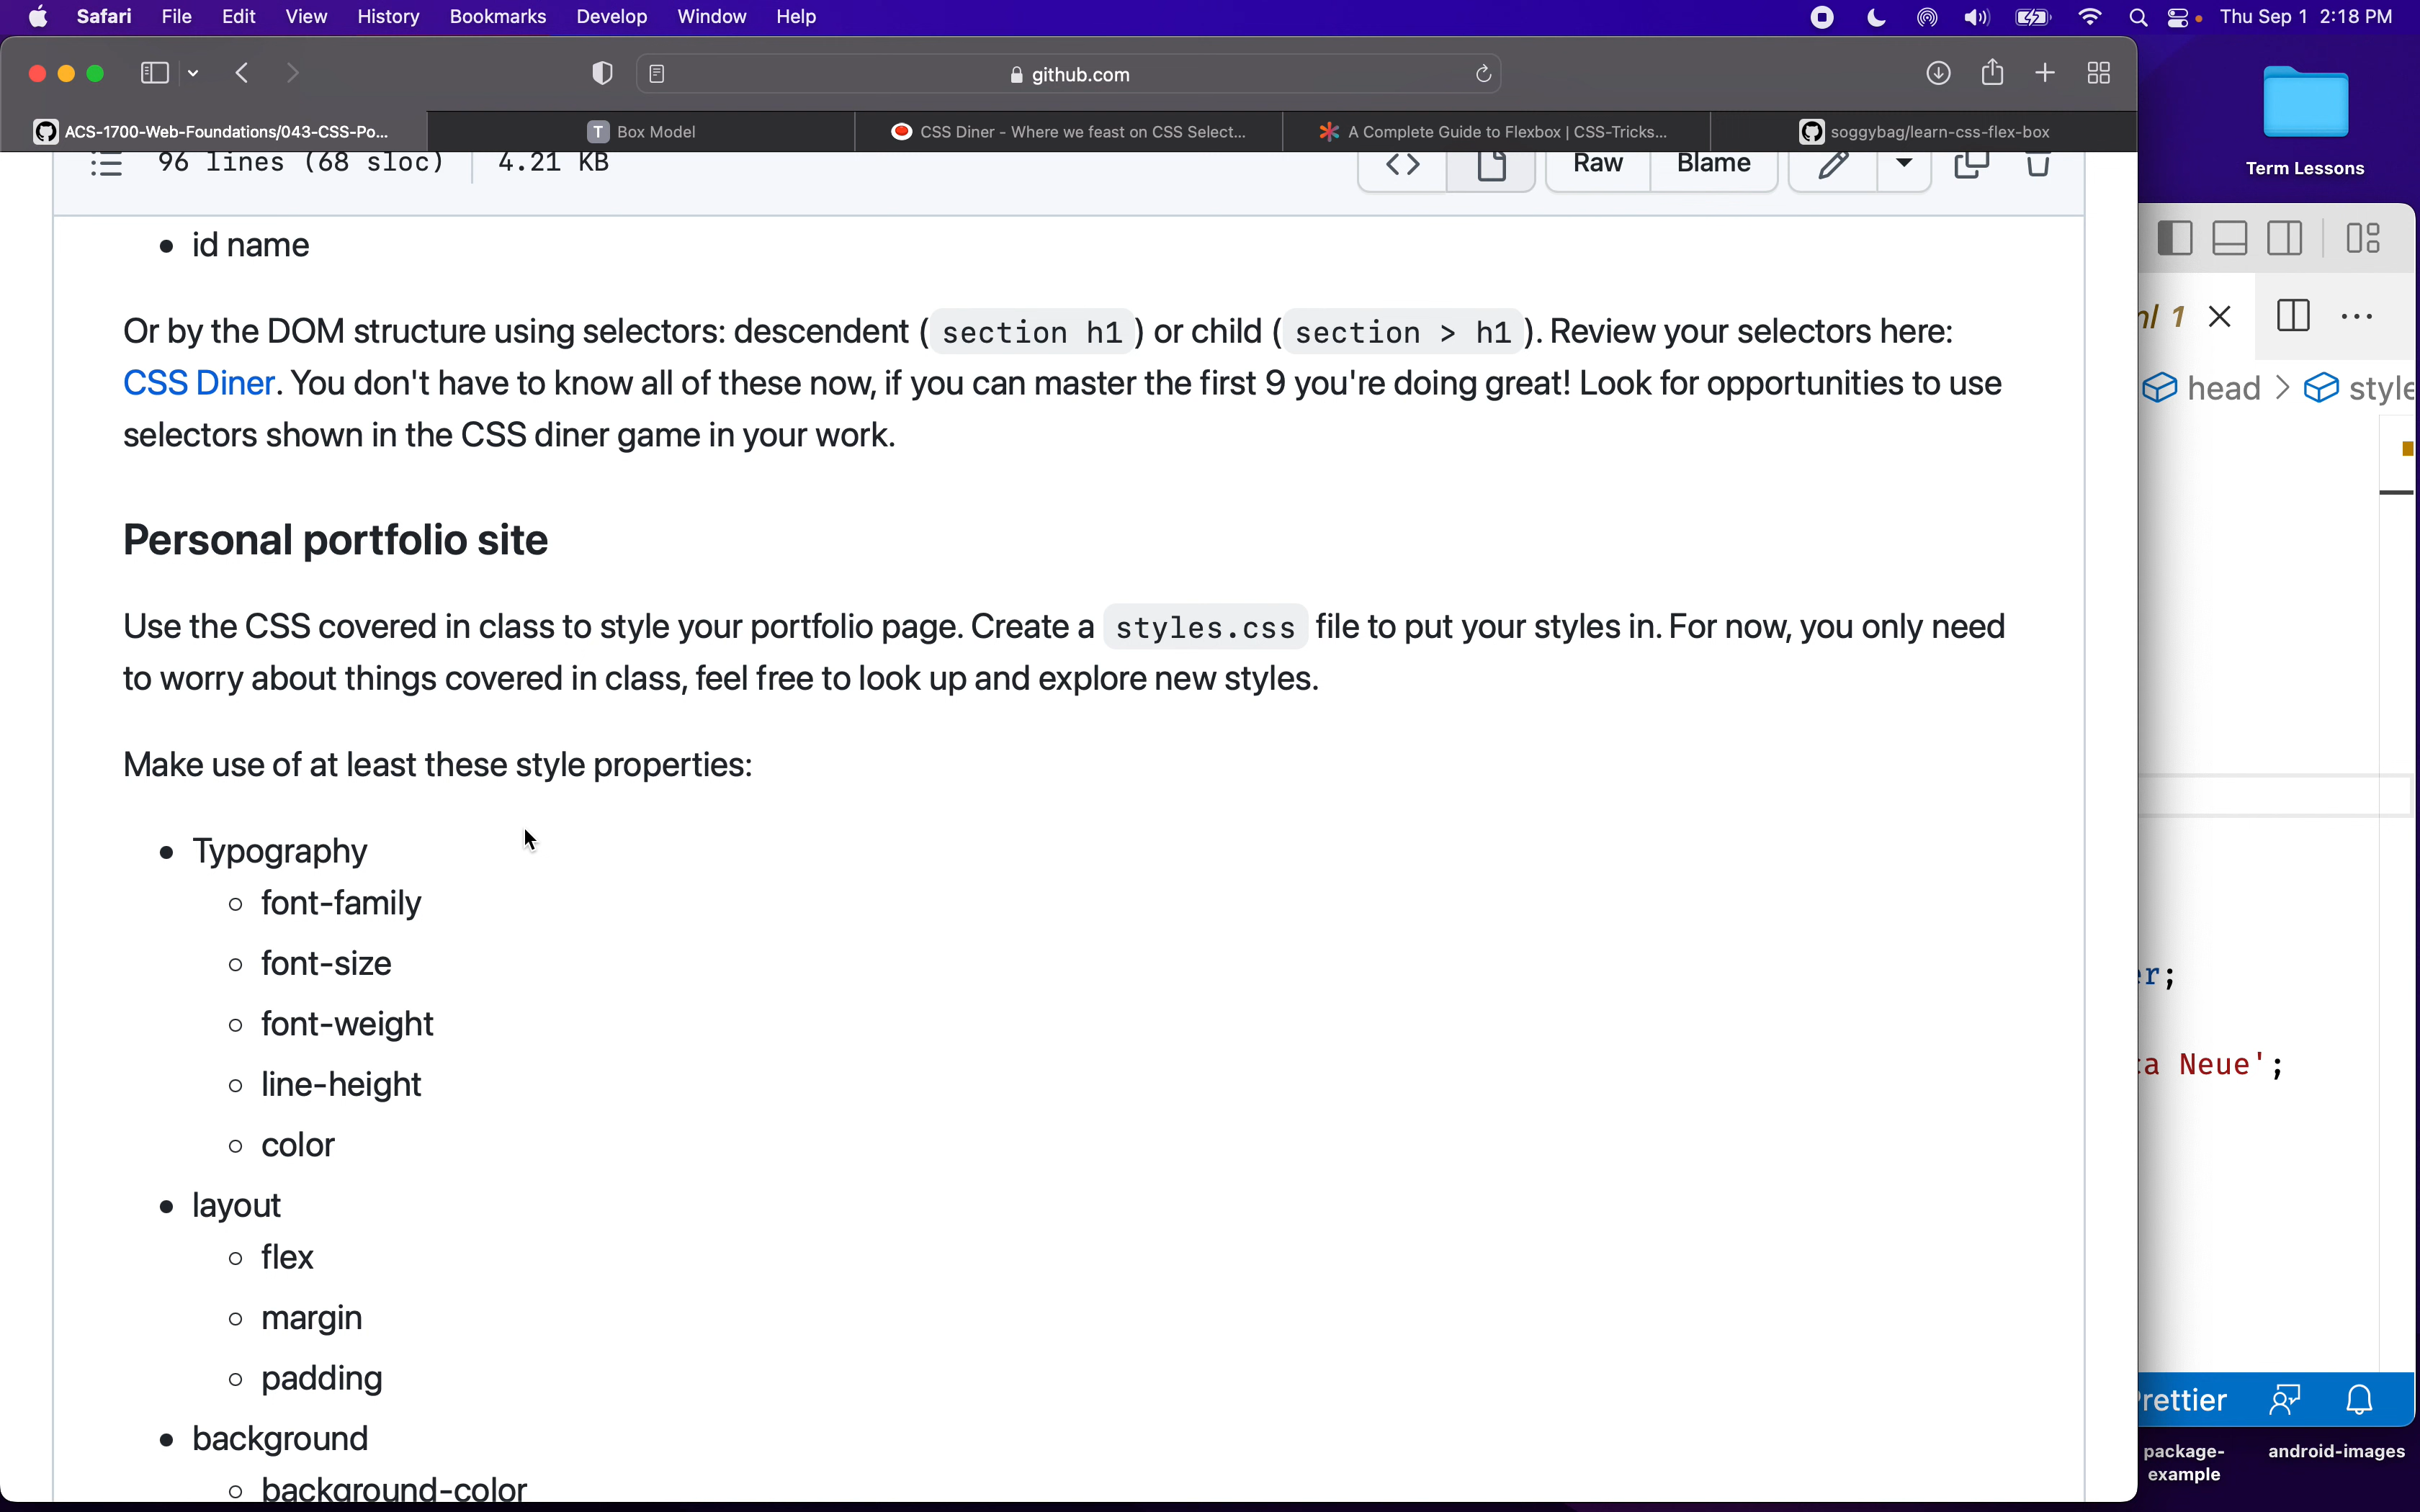 Safari File Edit View History Bookmarks Develop Window Help Thu Sep 1 2:18 PM
github.com
ACS-1700-Web-Foundations/043-CSS-Po... T Box Model CSS Diner - Where we feast on CSS Select... A Complete Guide to Flexbox | CSS-Tricks... soggybag/learn-css-flex-box
96 lines (68 sloc) 4.21 KB Raw Blame
• id name
Or by the DOM structure using selectors: descendent ( section h1 ) or child ( section > h1 ). Review your selectors here:
CSS Diner. You don't have to know all of these now, if you can master the first 9 you're doing great! Look for opportunities to use
selectors shown in the CSS diner game in your work.
Personal portfolio site
Use the CSS covered in class to style your portfolio page. Create a styles.css file to put your styles in. For now, you only need
to worry about things covered in class, feel free to look up and explore new styles.
Make use of at least these style properties:
• Typography
○ font-family
○ font-size
○ font-weight
○ line-height
○ color
• layout
○ flex
○ margin
○ padding
• background
○ background-color
Term Lessons
1
head > style
er;
a Neue';
rettier
package-
example
android-images